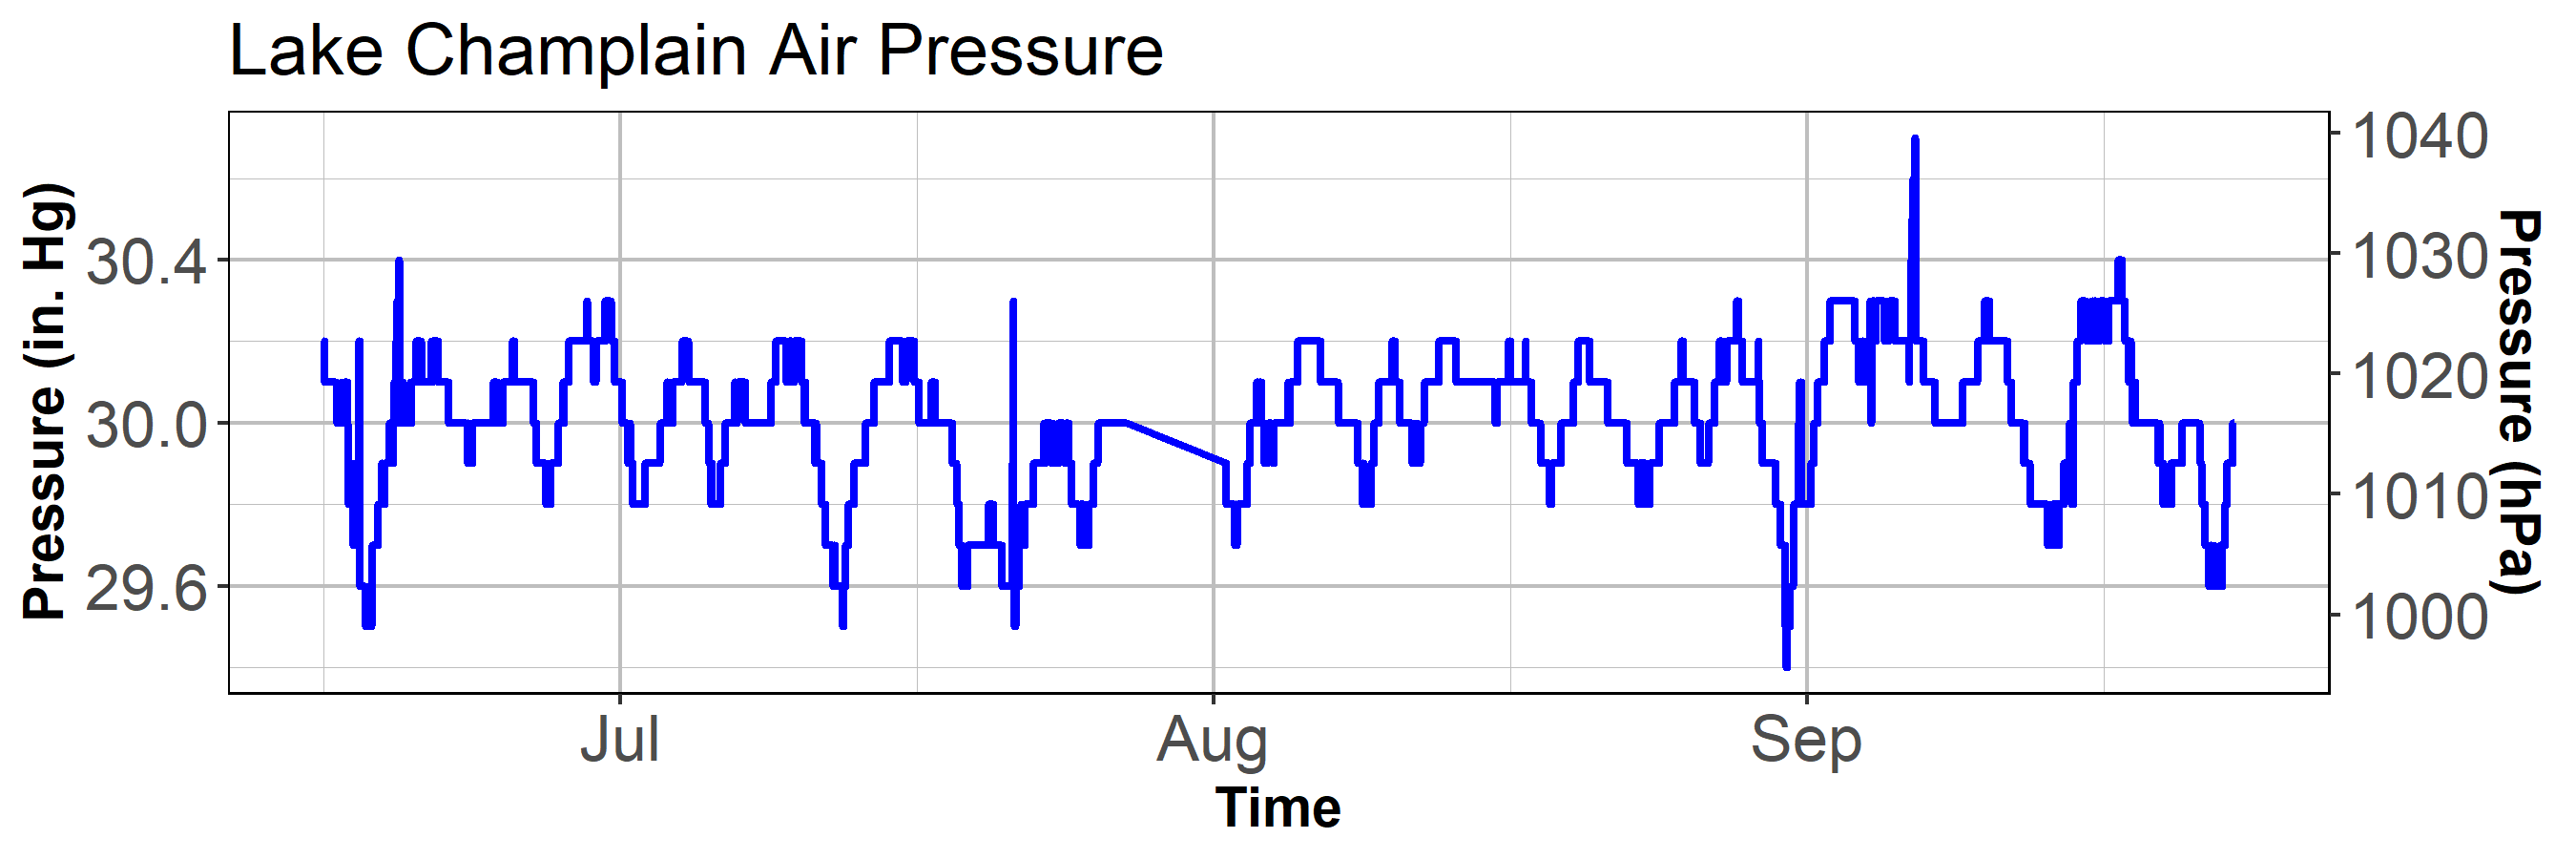 Lake Champlain Air Pressure
Pressure (in. Hg)
30.4
30.0
29.6
1040
1030
1020
1010
1000
Pressure (hPa)
Jul Aug Sep
Time